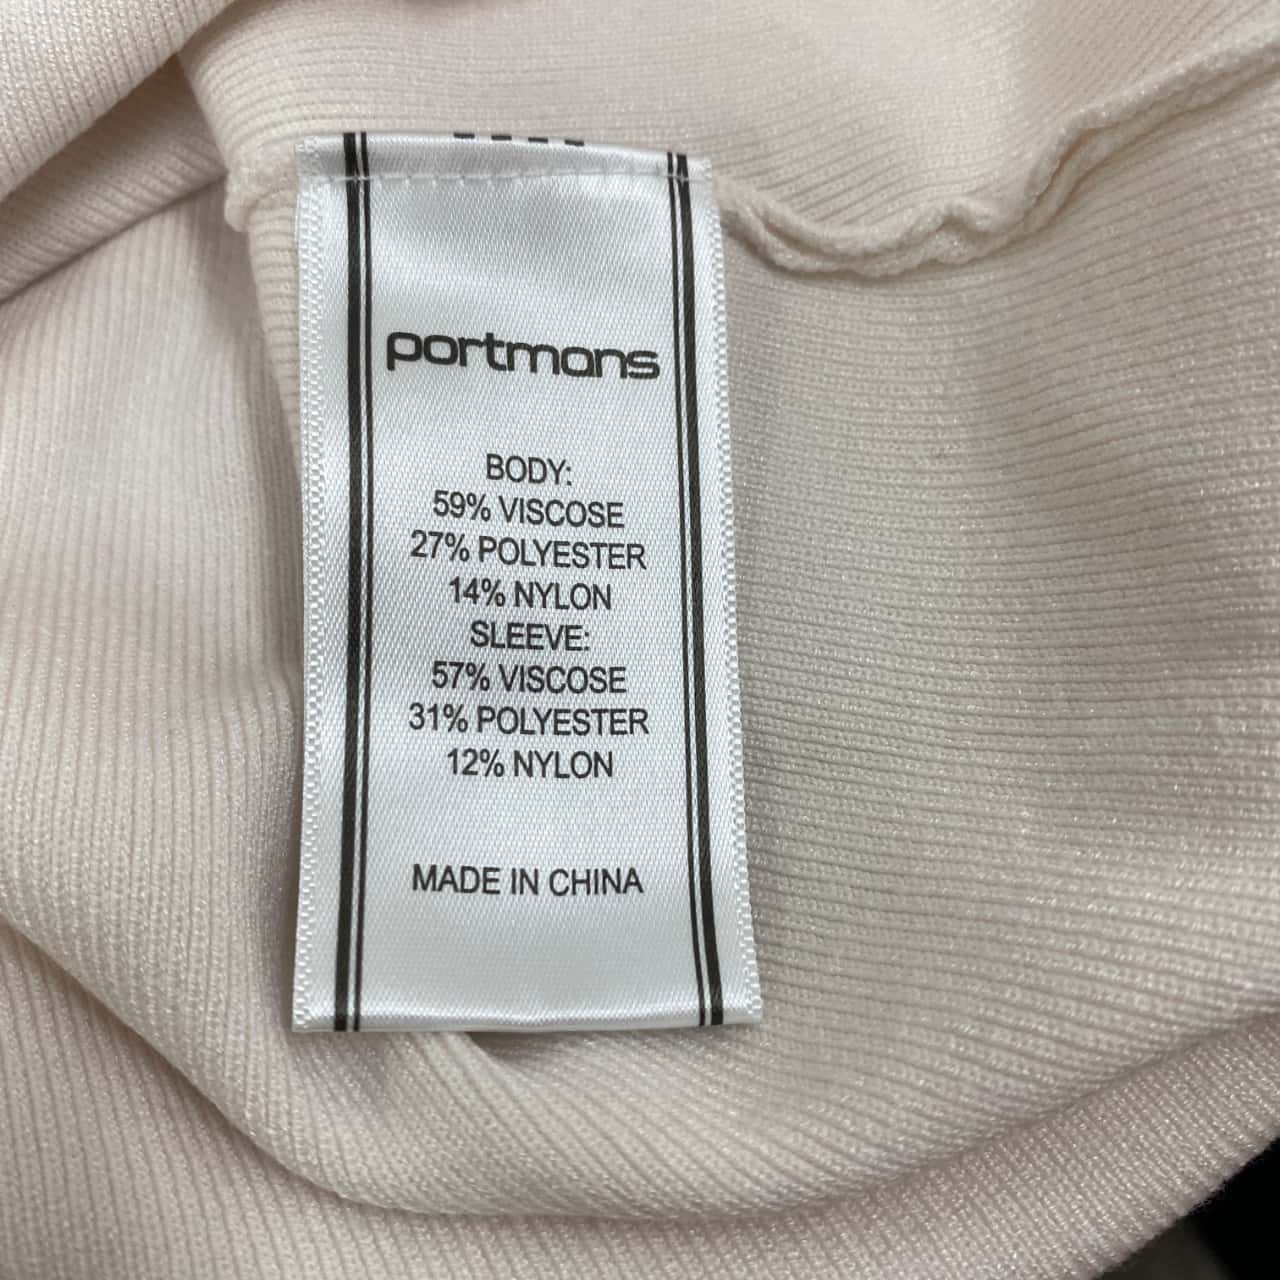 portmans
BODY:
59% VISCOSE
27% POLYESTER
14% NYLON
SLEEVE:
57% VISCOSE
31% POLYESTER
12% NYLON
MADE IN CHINA